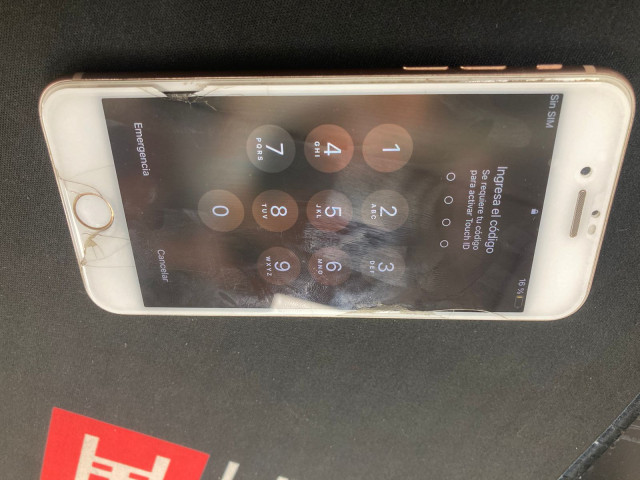 Sin SIM
16 %
Ingresa el código
Se requiere tu código
para activar Touch ID
1
2
ABC
3
DEF
4
GHI
5
JKL
6
MNO
7
PQRS
8
TUV
9
WXYZ
0
Emergencia
Cancelar